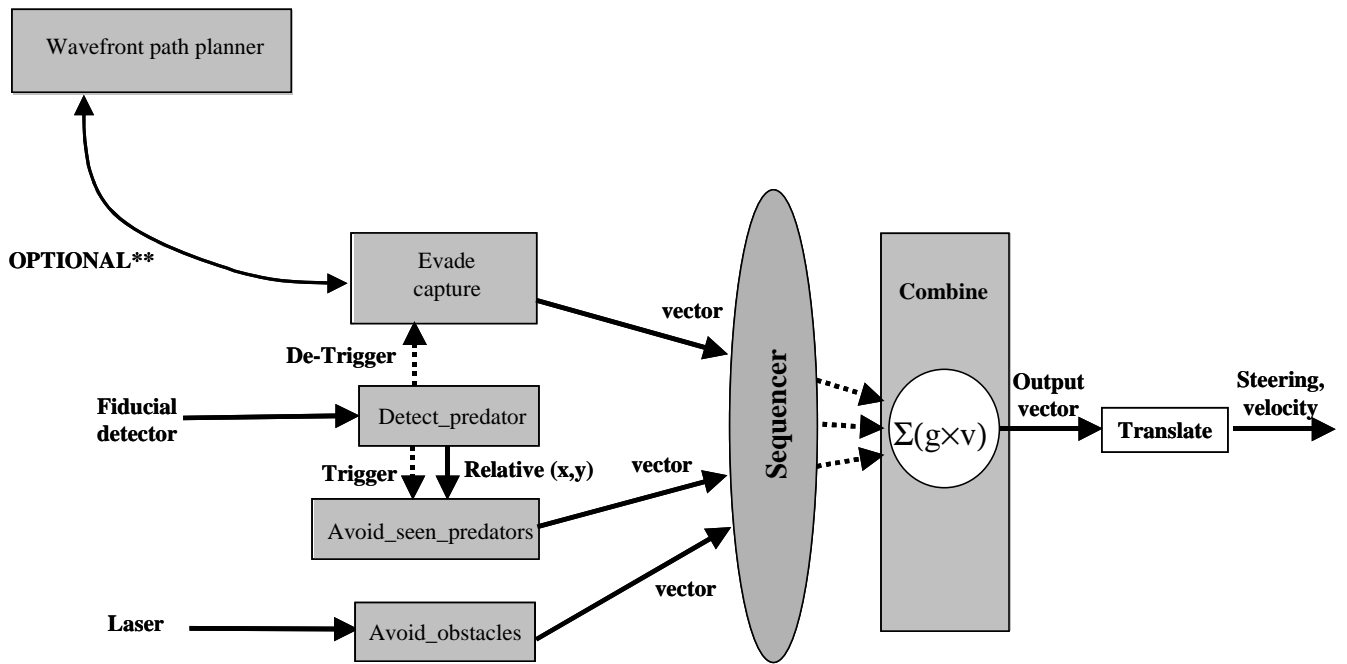 Wavefront path planner
OPTIONAL**
Evade
capture
vector
De-Trigger
Fiducial
detector
Detect_predator
Trigger
Relative (x,y)
vector
Avoid_seen_predators
vector
Laser
Avoid_obstacles
Sequencer
Combine
Σ(g×v)
Output
vector
Translate
Steering,
velocity